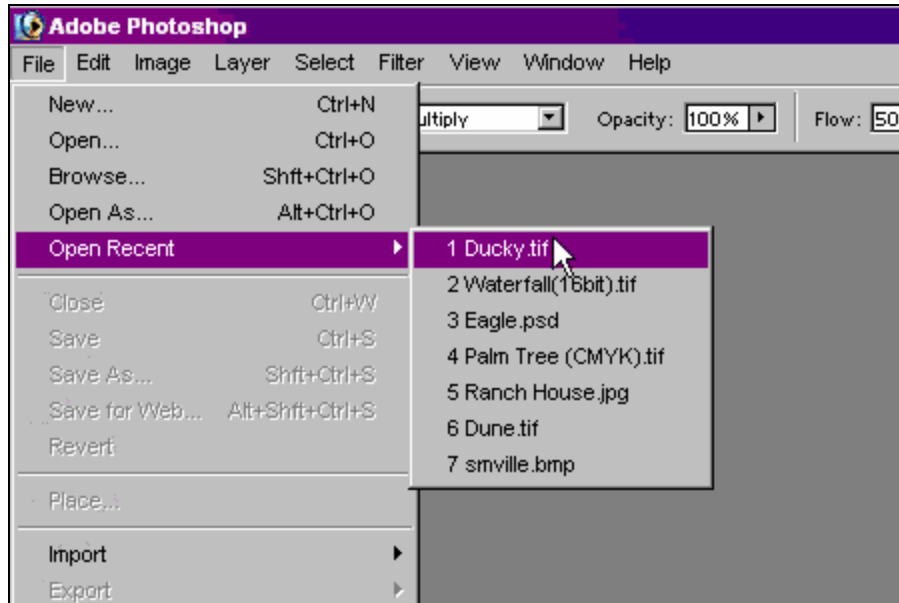 Adobe Photoshop
File Edit Image Layer Select Filter View Window Help
New... Ctrl+N
Open... Ctrl+O
Browse... Shft+Ctrl+O
Open As... Alt+Ctrl+O
Open Recent
Close Ctrl+W
Save Ctrl+S
Save As... Shft+Ctrl+S
Save for Web... Alt+Shft+Ctrl+S
Revert
Place...
Import
Export
ultiply Opacity: 100% Flow: 50
1 Ducky.tif
2 Waterfall(16bit).tif
3 Eagle.psd
4 Palm Tree (CMYK).tif
5 Ranch House.jpg
6 Dune.tif
7 smville.bmp